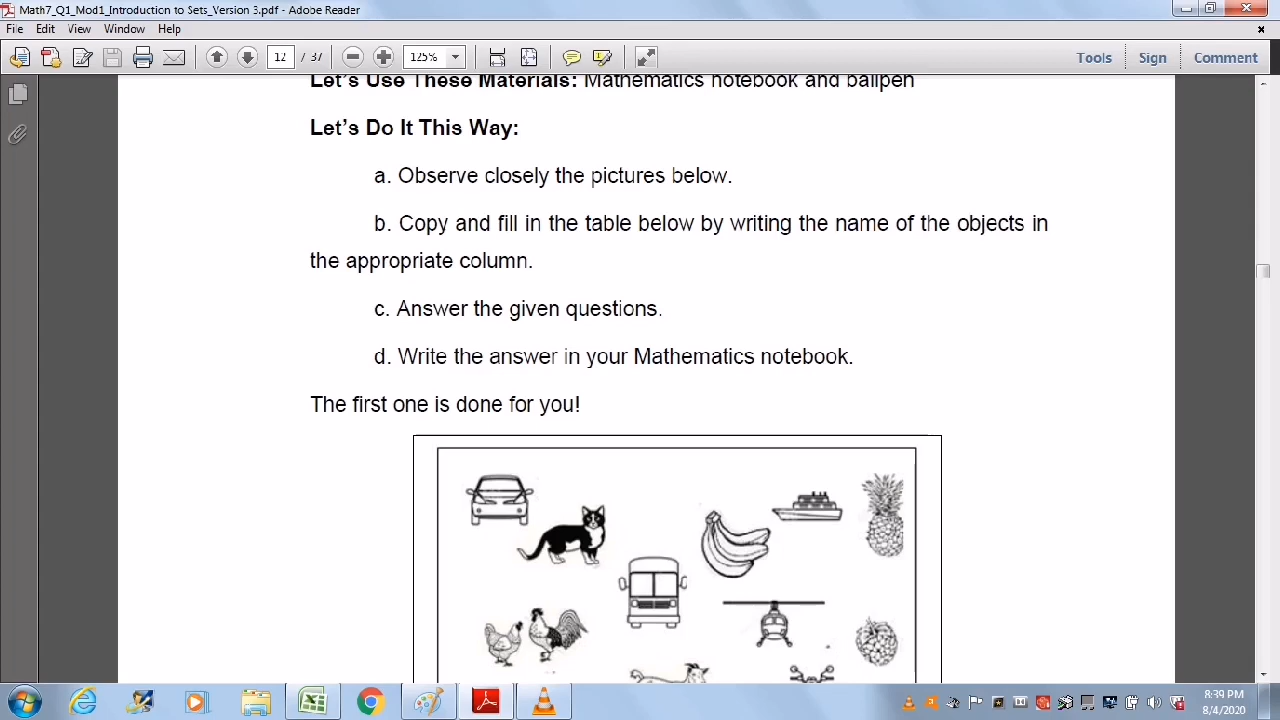 Math7_Q1_Mod1_Introduction to Sets_Version 3.pdf - Adobe Reader
File Edit View Window Help
12 / 37 125% Tools Sign Comment
Let's Use These Materials: Mathematics notebook and ballpen
Let's Do It This Way:
a. Observe closely the pictures below.
b. Copy and fill in the table below by writing the name of the objects in
the appropriate column.
c. Answer the given questions.
d. Write the answer in your Mathematics notebook.
The first one is done for you!
8:39 PM
8/4/2020